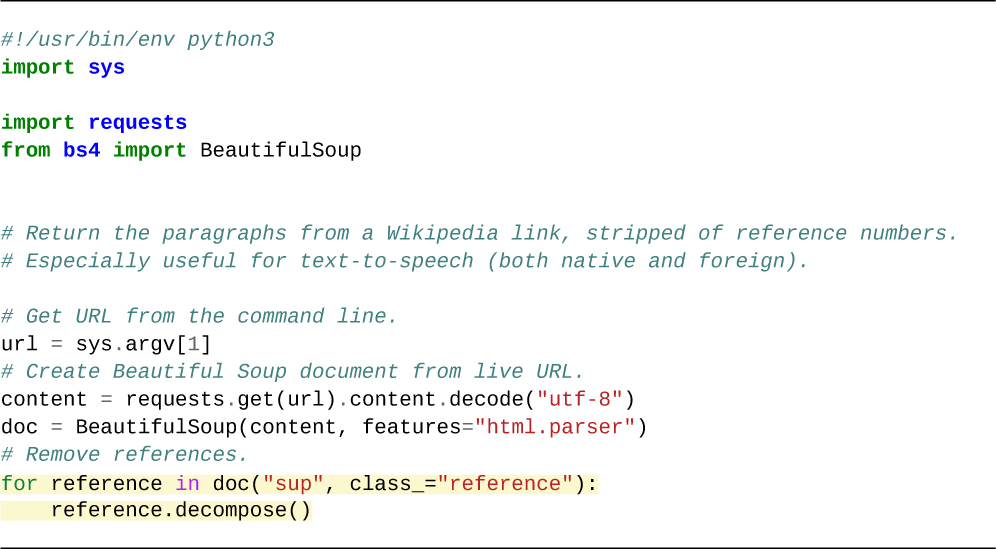 #!/usr/bin/env python3
import sys

import requests
from bs4 import BeautifulSoup


# Return the paragraphs from a Wikipedia link, stripped of reference numbers.
# Especially useful for text-to-speech (both native and foreign).

# Get URL from the command line.
url = sys.argv[1]
# Create Beautiful Soup document from live URL.
content = requests.get(url).content.decode("utf-8")
doc = BeautifulSoup(content, features="html.parser")
# Remove references.
for reference in doc("sup", class_="reference"):
    reference.decompose()